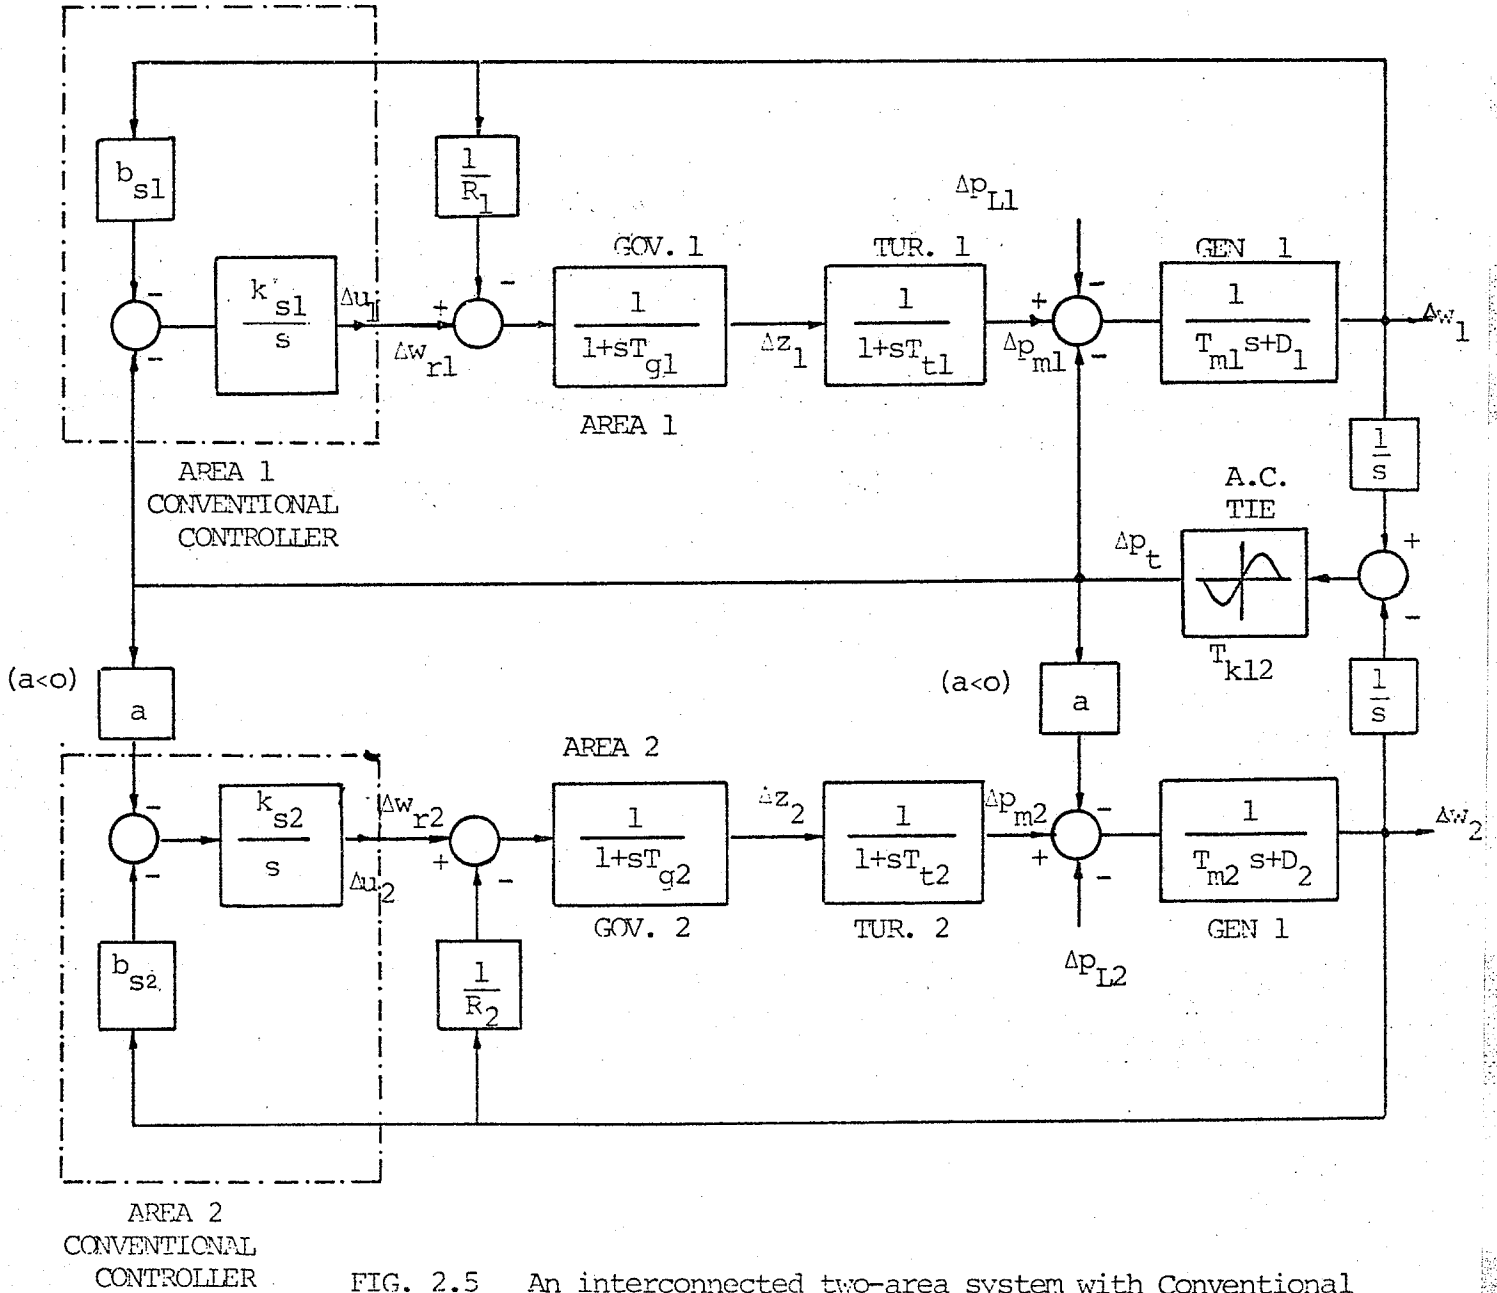 b_s1
1
R_1
Δp_L1
GOV. 1
TUR. 1
GEN 1
-
-
-
k_s1
s
Δu_1
+
1
1+sT_g1
1
1+sT_t1
+
1
T_m1 s+D_1
Δw_1
-
Δw_r1
Δz_1
Δp_m1
-
AREA 1
1
s
AREA 1
CONVENTIONAL
CONTROLLER
A.C.
TIE
Δp_t
+
-
T_k12
(a<o)
a
(a<o)
a
1
s
AREA 2
-
k_s2
s
Δw_r2
1
1+sT_g2
Δz_2
1
1+sT_t2
Δp_m2
-
1
T_m2 s+D_2
Δw_2
-
Δu_2
+
-
+
-
GOV. 2
TUR. 2
GEN 1
b_s2
1
R_2
Δp_L2
AREA 2
CONVENTIONAL
CONTROLLER
FIG. 2.5 An interconnected two-area system with Conventional